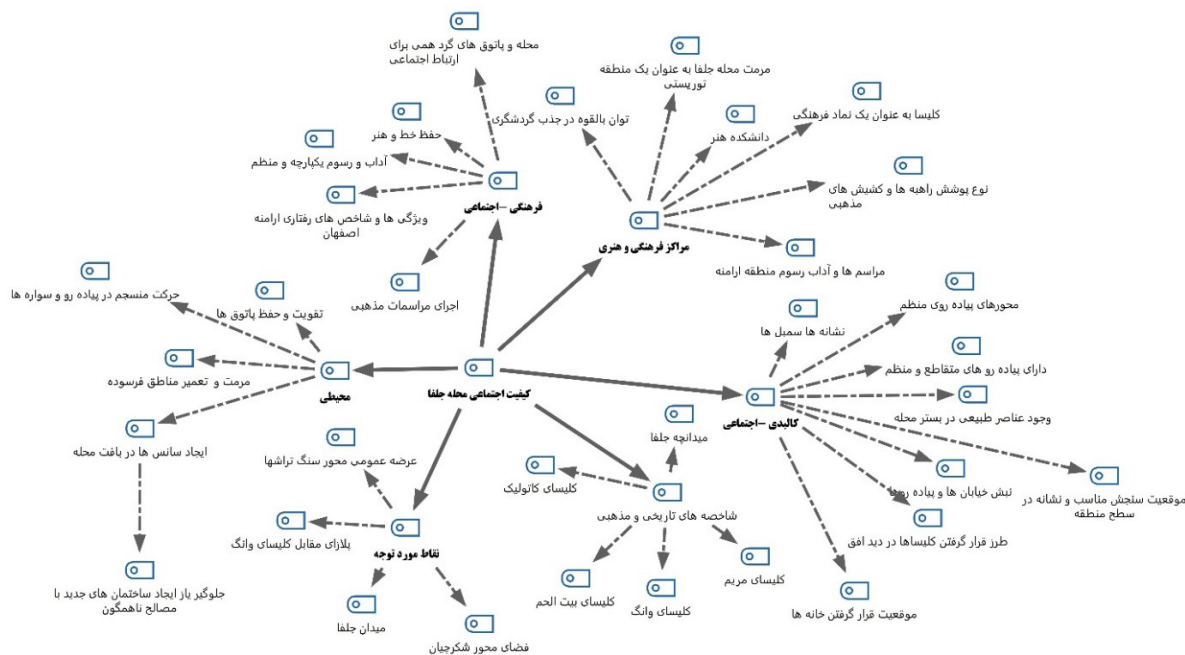 محله و پاتوق های گرد همی برای
ارتباط اجتماعی
حفظ خط و هنر
آداب و رسوم یکپارچه و منظم
ویژگی ها و شاخص های رفتاری ارامنه
اصفهان
اجرای مراسمات مذهبی
فرهنگی – اجتماعی
مرمت محله جلفا به عنوان یک منطقه
توریستی
توان بالقوه در جذب گردشگری
دانشکده هنر
کلیسا به عنوان یک نماد فرهنگی
نوع پوشش راهبه ها و کشیش های
مذهبی
مراسم ها و آداب رسوم منطقه ارامنه
مراکز فرهنگی و هنری
حرکت منسجم در پیاده رو و سواره ها
تقویت و حفظ پاتوق ها
مرمت و تعمیر مناطق فرسوده
محیطی
ایجاد سانس ها در بافت محله
جلوگیر یاز ایجاد ساختمان های جدید با
مصالح ناهمگون
کیفیت اجتماعی محله جلفا
نشانه ها سمبل ها
محورهای پیاده روی منظم
دارای پیاده رو های متقاطع و منظم
وجود عناصر طبیعی در بستر محله
کالبدی – اجتماعی
موقعیت سنجش مناسب و نشانه در
سطح منطقه
نبش خیابان ها و پیاده روها
طرز قرار گرفتن کلیساها در دید افق
موقعیت قرار گرفتن خانه ها
میدانچه جلفا
کلیسای کاتولیک
شاخصه های تاریخی و مذهبی
کلیسای مریم
کلیسای وانگ
کلیسای بیت الحم
عرضه عمومی محور سنگ تراشها
پلازای مقابل کلیسای وانگ
نقاط مورد توجه
میدان جلفا
فضای محور شکرچیان